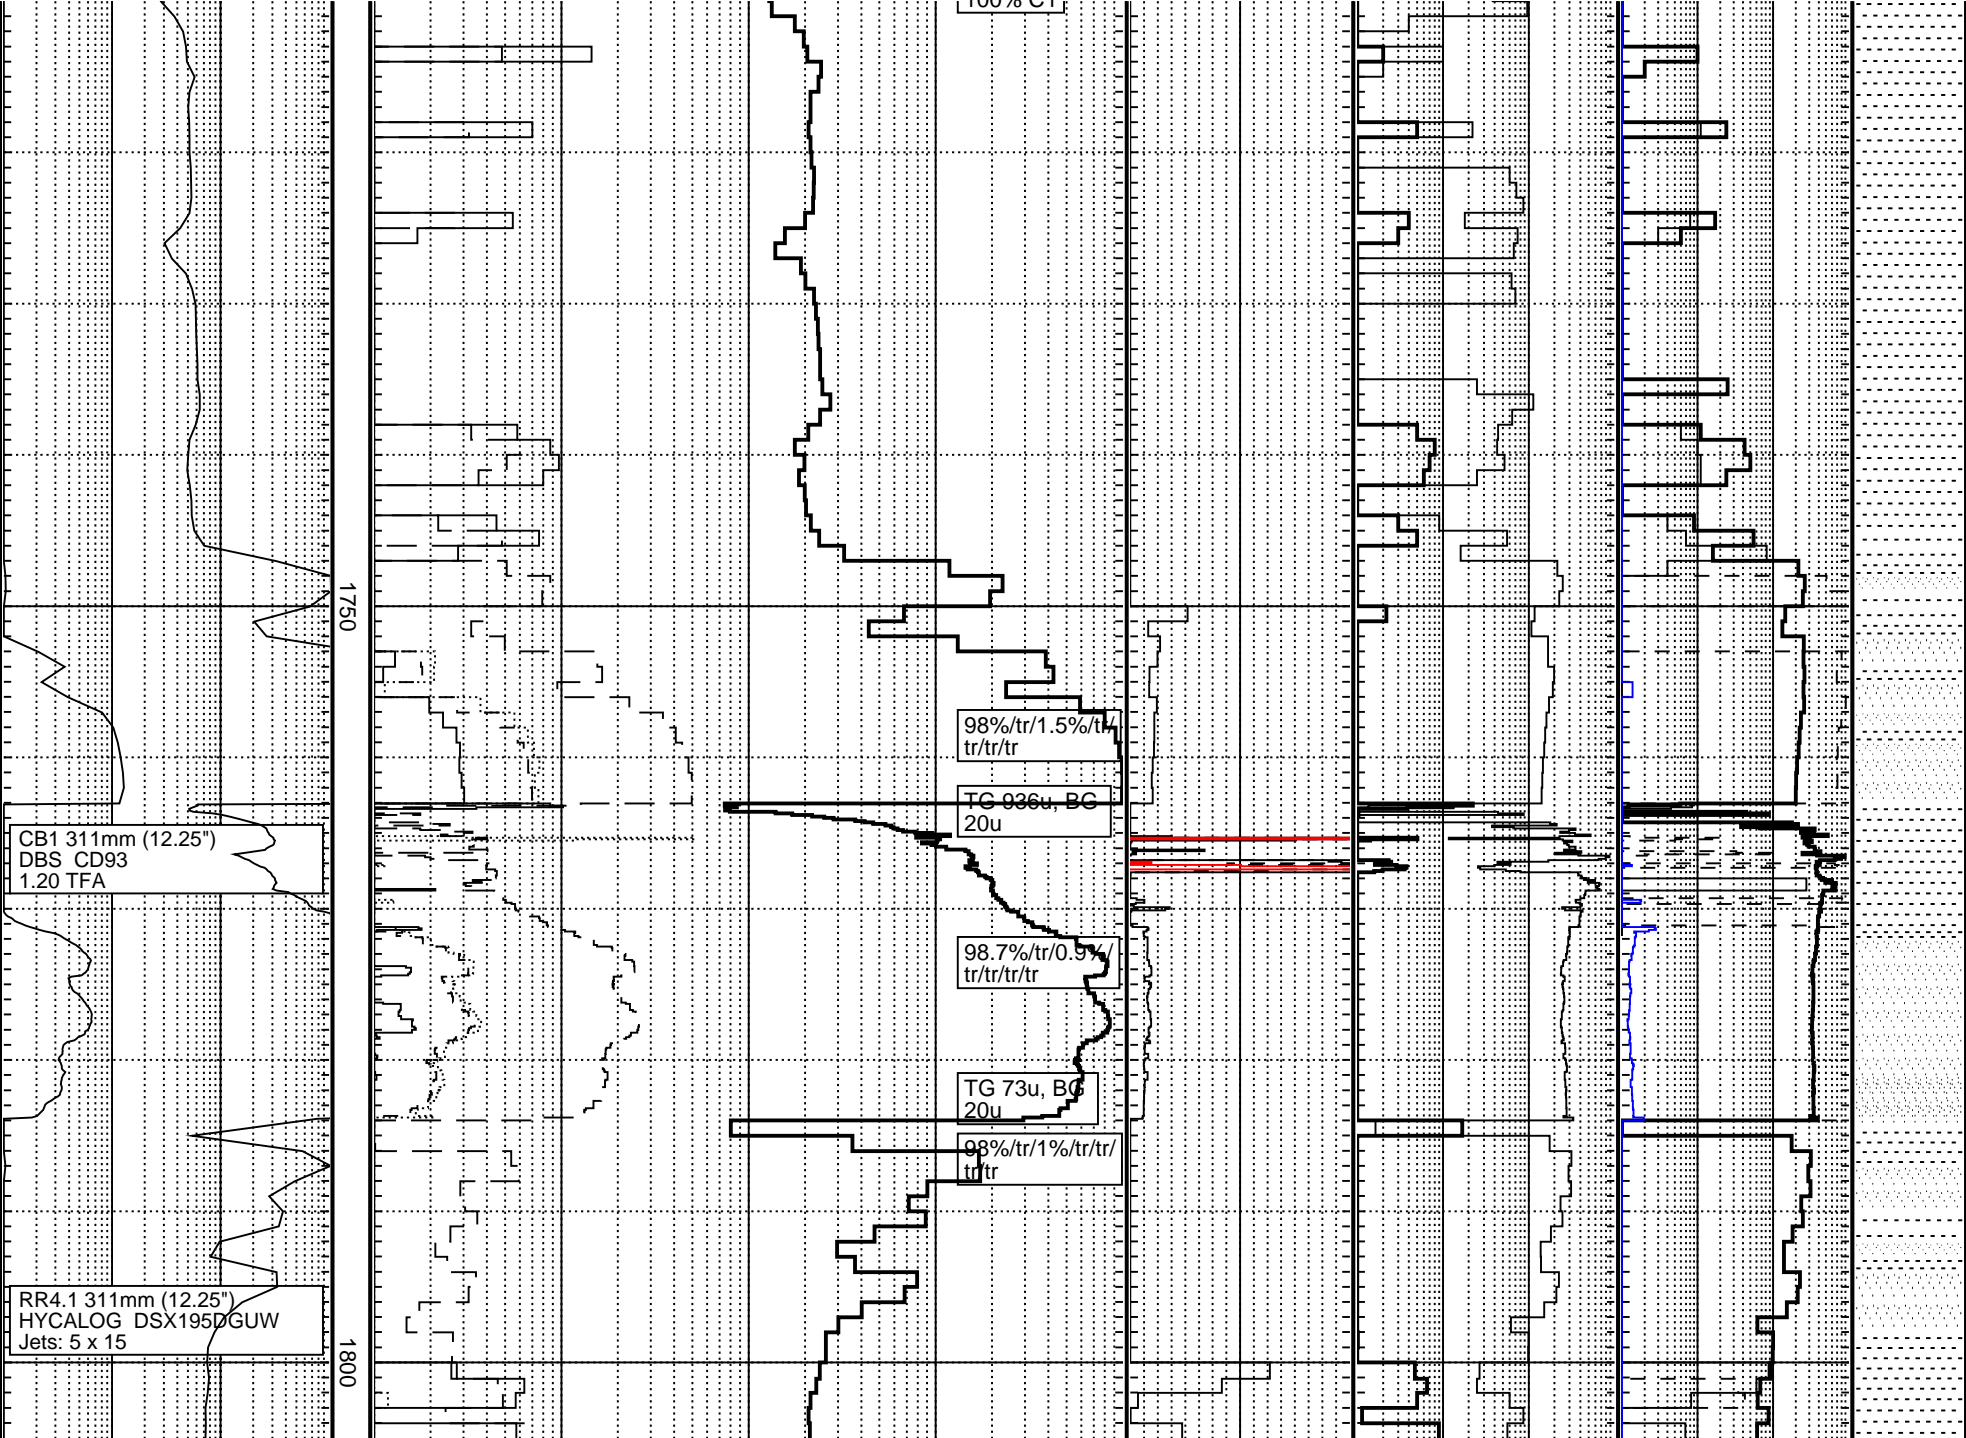 100% C1
1750
98%/tr/1.5%/tr/
tr/tr/tr
TG 936u, BG
20u
CB1 311mm (12.25")
DBS CD93
1.20 TFA
98.7%/tr/0.9%/
tr/tr/tr/tr
TG 73u, BG
20u
98%/tr/1%/tr/tr/
tr/tr
RR4.1 311mm (12.25")
HYCALOG DSX195DGUW
Jets: 5 x 15
1800